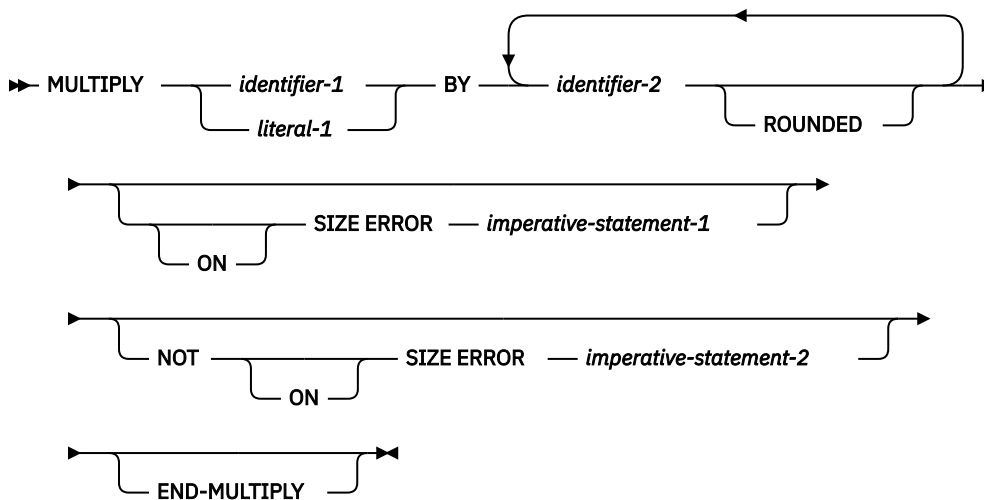 MULTIPLY identifier-1 BY identifier-2
literal-1 ROUNDED
SIZE ERROR imperative-statement-1
ON
NOT SIZE ERROR imperative-statement-2
ON
END-MULTIPLY